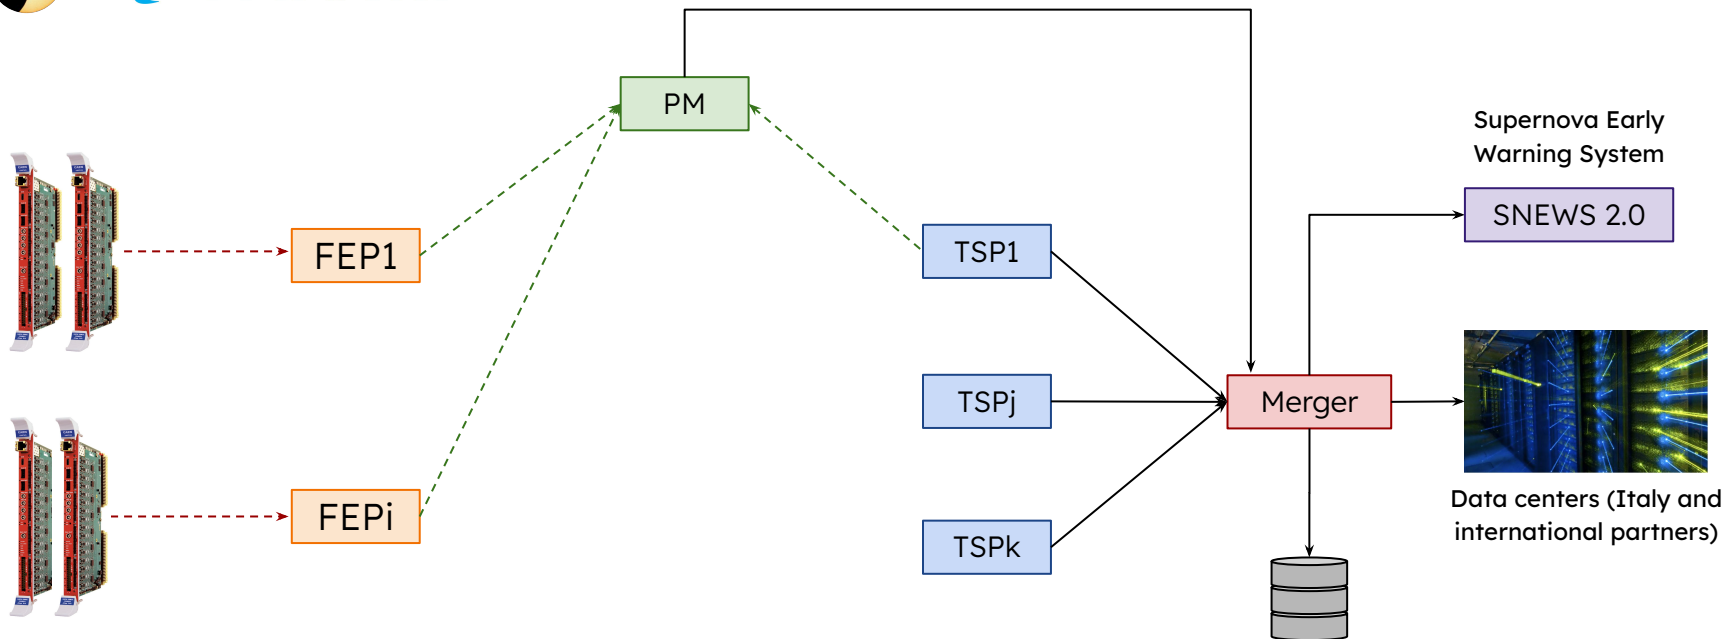 PM
Supernova Early
Warning System
SNEWS 2.0
FEP1
TSP1
TSPj
Merger
Data centers (Italy and
international partners)
FEPi
TSPk